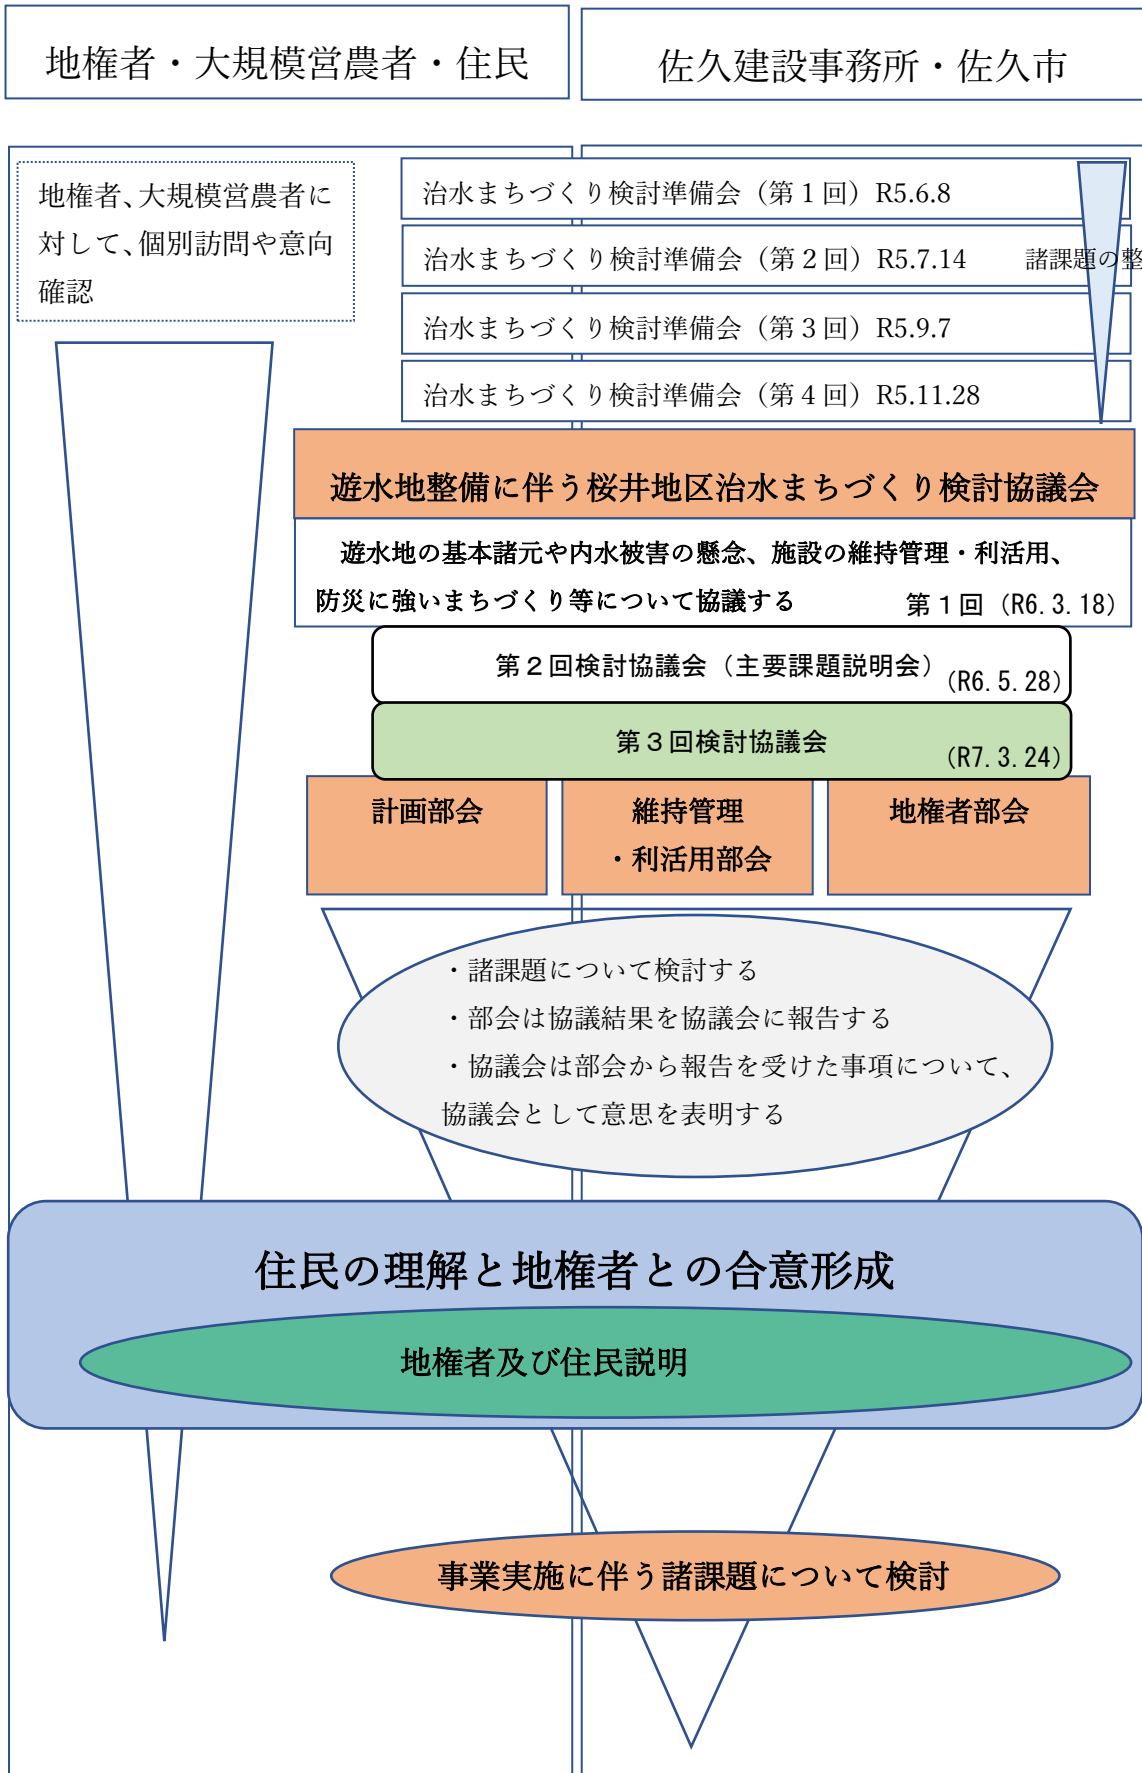 地権者・大規模営農者・住民
佐久建設事務所・佐久市
地権者、大規模営農者に
対して、個別訪問や意向
確認
治水まちづくり検討準備会（第１回）R5.6.8
治水まちづくり検討準備会（第２回）R5.7.14
諸課題の整
治水まちづくり検討準備会（第３回）R5.9.7
治水まちづくり検討準備会（第４回）R5.11.28
遊水地整備に伴う桜井地区治水まちづくり検討協議会
遊水地の基本諸元や内水被害の懸念、施設の維持管理・利活用、
防災に強いまちづくり等について協議する
第１回（R6.3.18）
第２回検討協議会（主要課題説明会）
（R6.5.28）
第３回検討協議会
（R7.3.24）
計画部会
維持管理
・利活用部会
地権者部会
・諸課題について検討する
・部会は協議結果を協議会に報告する
・協議会は部会から報告を受けた事項について、
協議会として意思を表明する
住民の理解と地権者との合意形成
地権者及び住民説明
事業実施に伴う諸課題について検討